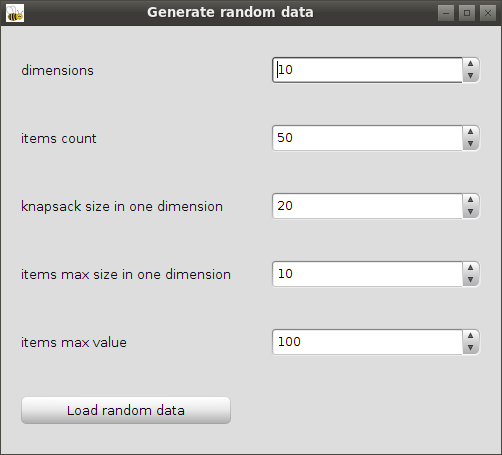 Generate random data
dimensions 10
items count 50
knapsack size in one dimension 20
items max size in one dimension 10
items max value 100
Load random data